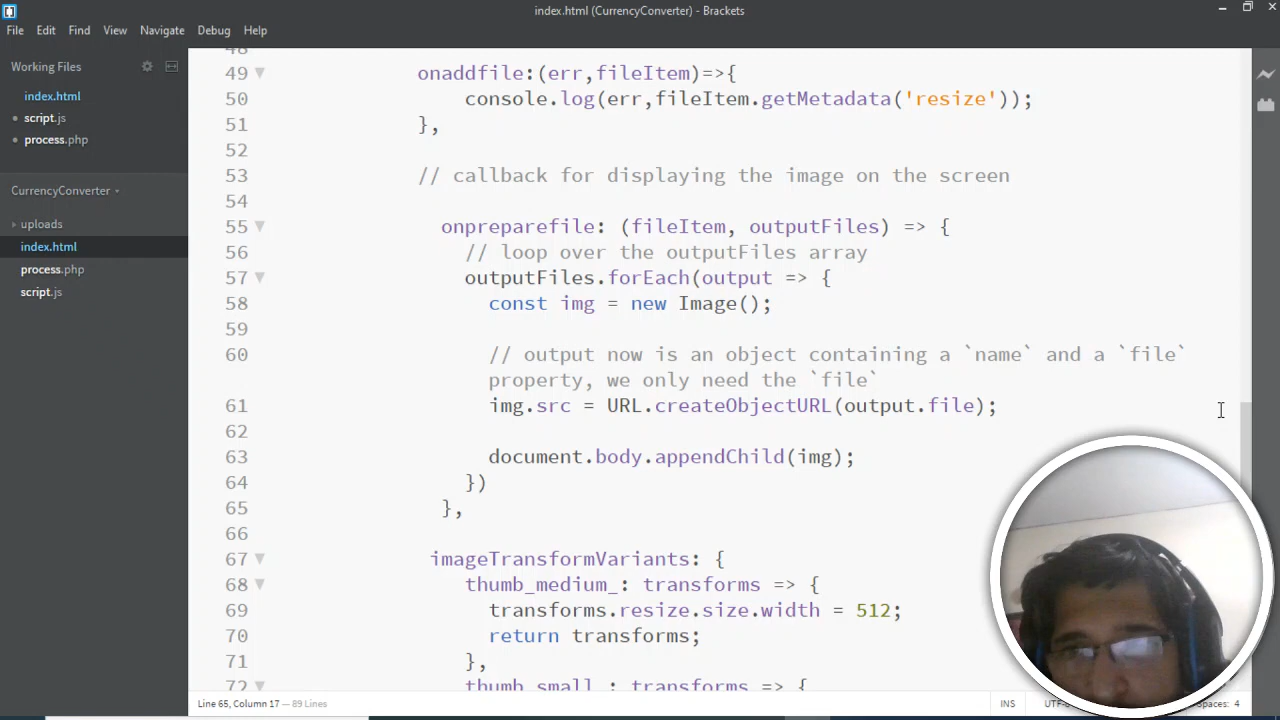 index.html (CurrencyConverter) - Brackets
File Edit Find View Navigate Debug Help
Working Files
index.html
script.js
process.php
CurrencyConverter
uploads
index.html
process.php
script.js
48
49 onaddfile:(err,fileItem)=>{
50 console.log(err,fileItem.getMetadata('resize'));
51 },
52
53 // callback for displaying the image on the screen
54
55 onpreparefile: (fileItem, outputFiles) => {
56 // loop over the outputFiles array
57 outputFiles.forEach(output => {
58 const img = new Image();
59
60 // output now is an object containing a `name` and a `file`
property, we only need the `file`
61 img.src = URL.createObjectURL(output.file);
62
63 document.body.appendChild(img);
64 })
65 },
66
67 imageTransformVariants: {
68 thumb_medium_: transforms => {
69 transforms.resize.size.width = 512;
70 return transforms;
71 },
72 thumb_small_: transforms => {
Line 65, Column 17 — 89 Lines
INS UTF-8 Spaces: 4